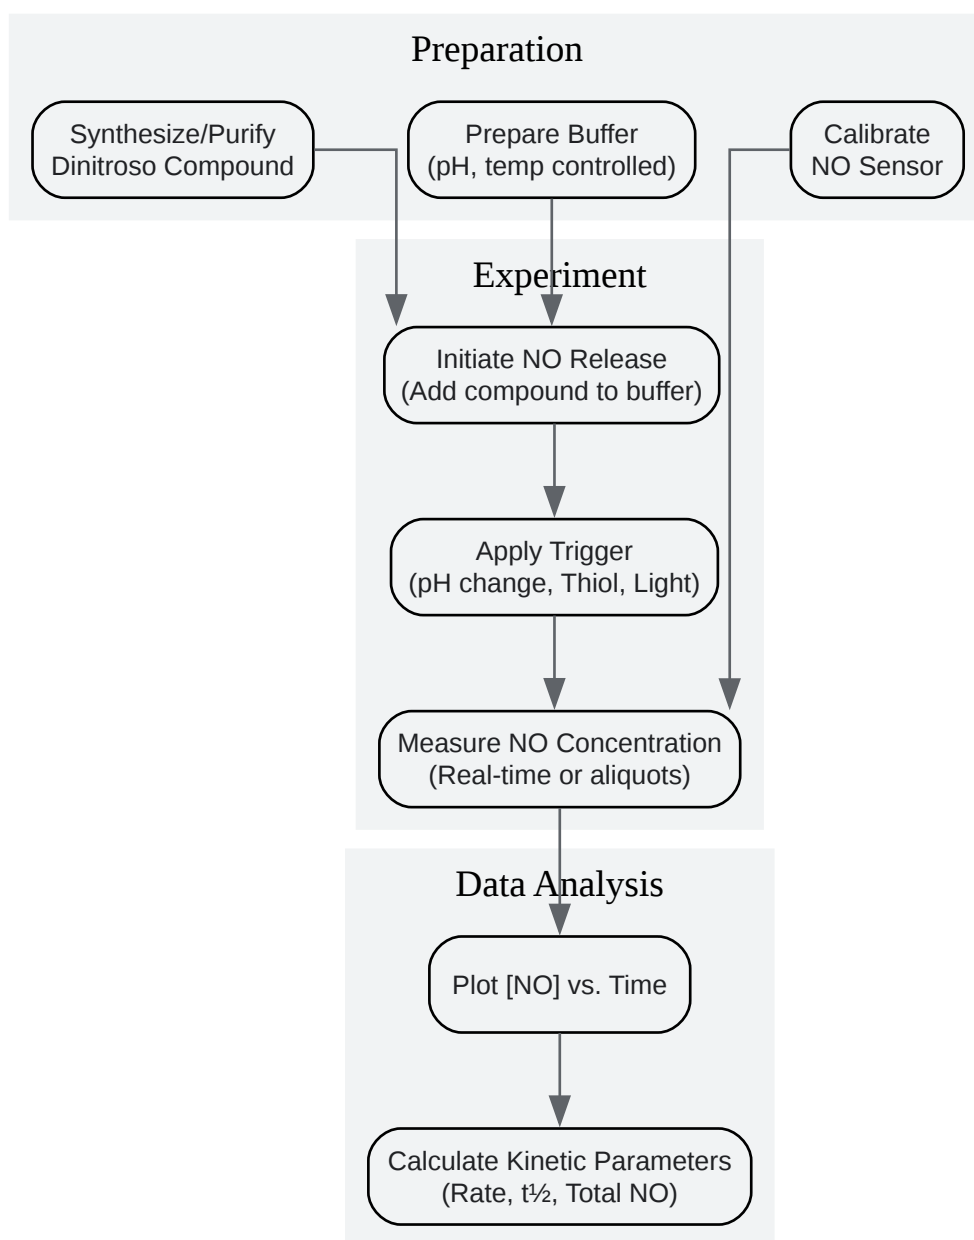 Preparation
Synthesize/Purify
Dinitroso Compound
Prepare Buffer
(pH, temp controlled)
Calibrate
NO Sensor
Experiment
Initiate NO Release
(Add compound to buffer)
Apply Trigger
(pH change, Thiol, Light)
Measure NO Concentration
(Real-time or aliquots)
Data Analysis
Plot [NO] vs. Time
Calculate Kinetic Parameters
(Rate, t½, Total NO)